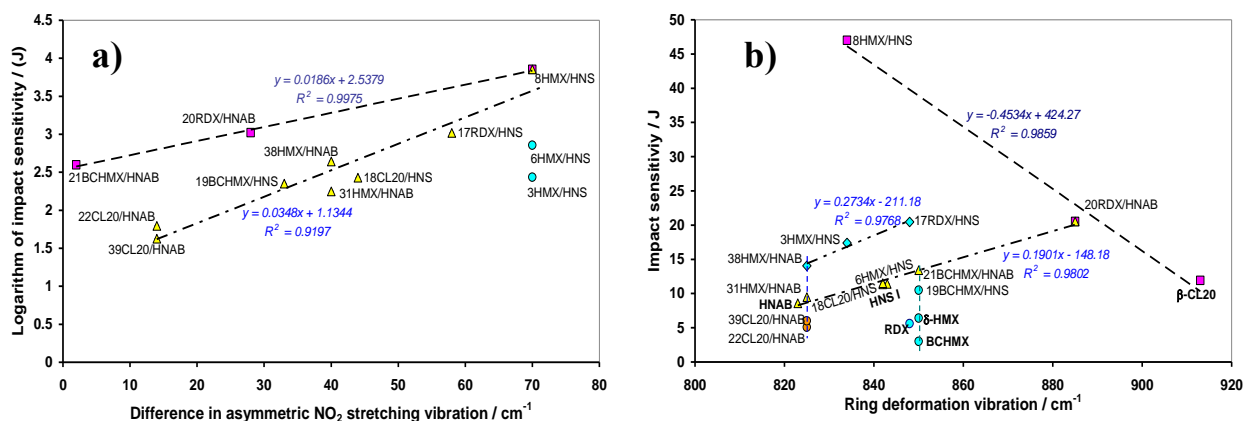 a)
4.5
4
3.5
3
2.5
2
1.5
1
0.5
0
0
10
20
30
40
50
60
70
80
Logarithm of impact sensitivity / (J)
Difference in asymmetric NO2 stretching vibration / cm-1
y = 0.0186x + 2.5379
R2 = 0.9975
8HMX/HNS
20RDX/HNAB
17RDX/HNS
38HMX/HNAB
6HMX/HNS
21BCHMX/HNAB
19BCHMX/HNS
18CL20/HNS
31HMX/HNAB
3HMX/HNS
22CL20/HNAB
y = 0.0348x + 1.1344
R2 = 0.9197
39CL20/HNAB
b)
50
45
40
35
30
25
20
15
10
5
0
800
820
840
860
880
900
920
Impact sensitiviy / J
Ring deformation vibration / cm-1
8HMX/HNS
y = -0.4534x + 424.27
R2 = 0.9859
y = 0.2734x - 211.18
R2 = 0.9768
20RDX/HNAB
17RDX/HNS
3HMX/HNS
38HMX/HNAB
y = 0.1901x - 148.18
R2 = 0.9802
6HMX/HNS
21BCHMX/HNAB
31HMX/HNAB
18CL20/HNS
19BCHMX/HNS
HNAB
HNS I
β-CL20
39CL20/HNAB
δ-HMX
RDX
22CL20/HNAB
BCHMX